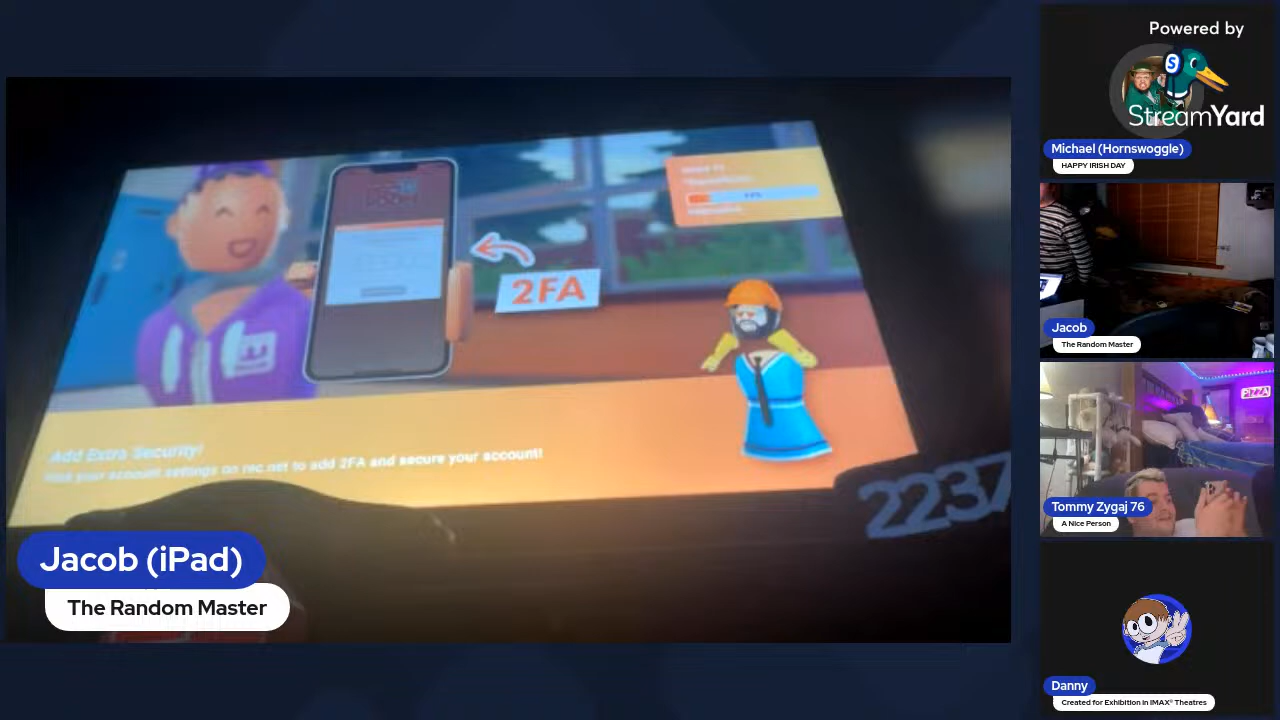 Powered by
StreamYard
Michael (Hornswoggle)
HAPPY IRISH DAY
2FA
Add Extra Security!
your account settings on rec.net to add 2FA and secure your account!
2237
Jacob (iPad)
The Random Master
Jacob
The Random Master
Tommy Zygaj 76
A Nice Person
Danny
Created for Exhibition in IMAX® Theatres